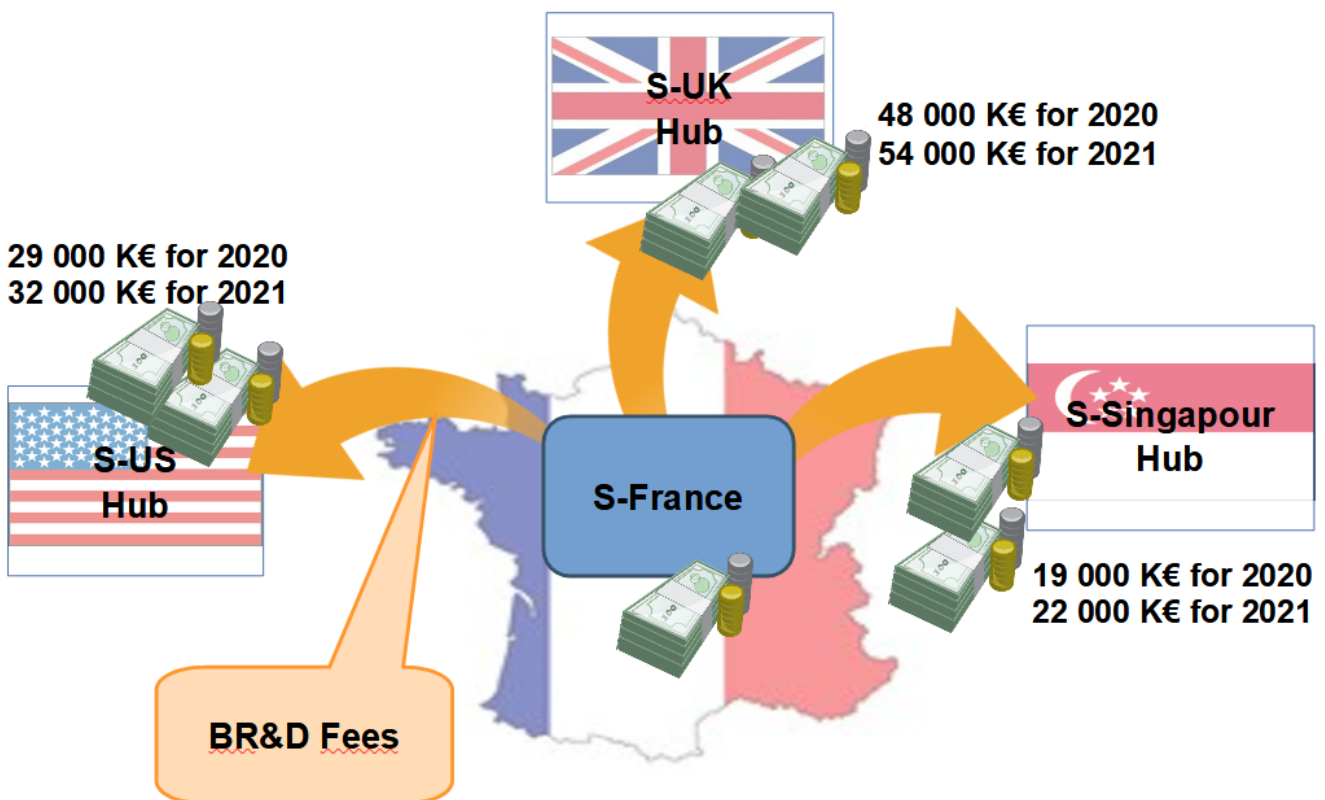 S-UK
Hub
48 000 K€ for 2020
54 000 K€ for 2021
29 000 K€ for 2020
32 000 K€ for 2021
S-US
Hub
S-France
S-Singapour
Hub
19 000 K€ for 2020
22 000 K€ for 2021
BR&D Fees